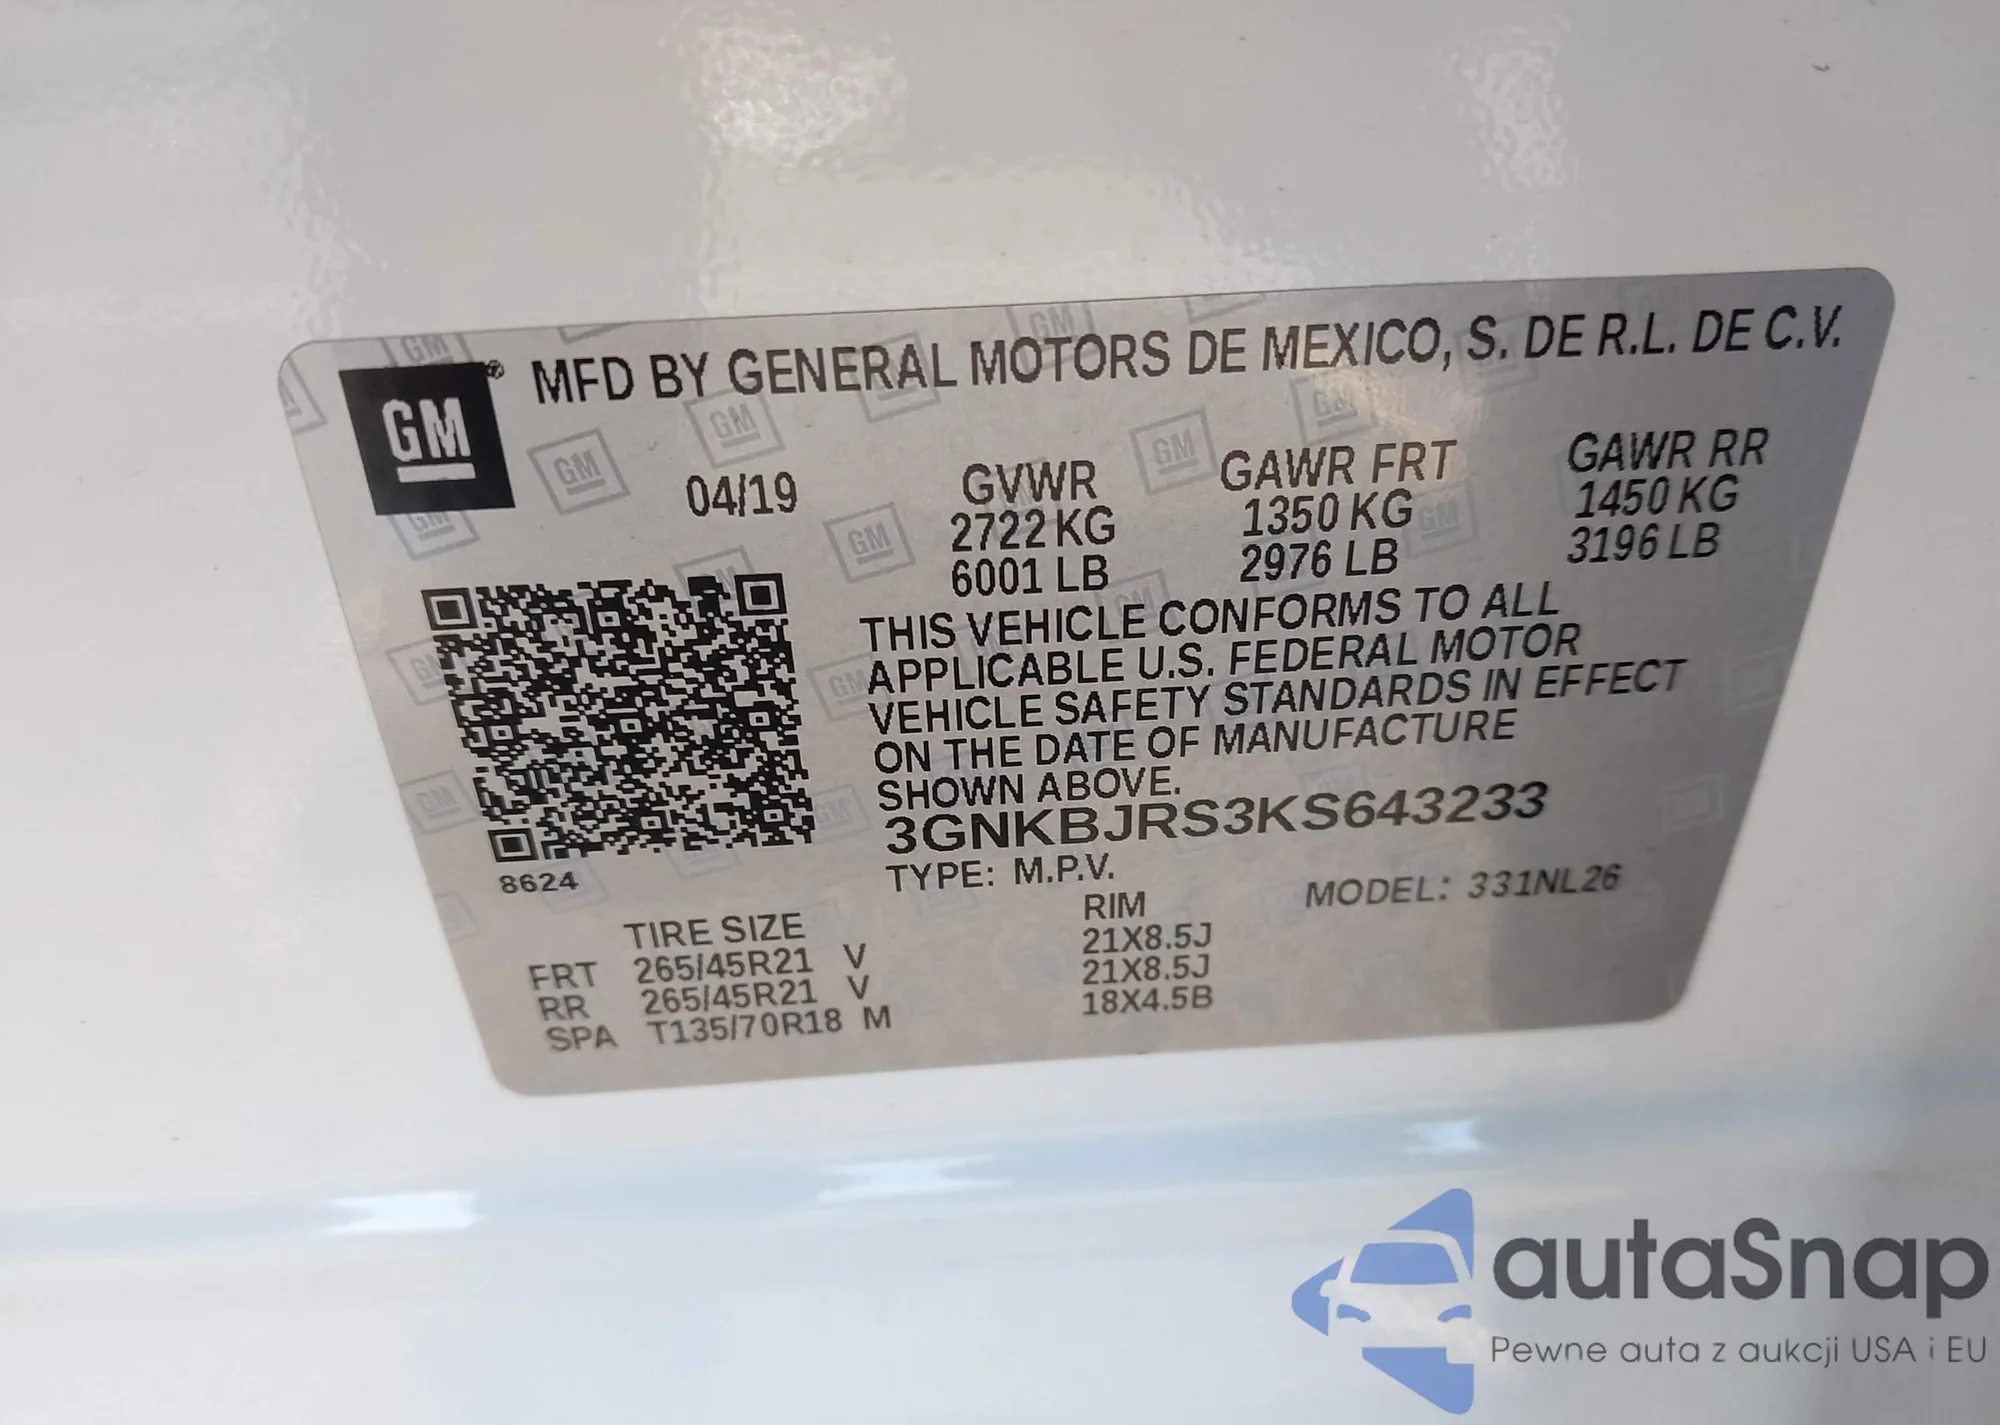 GM
MFD BY GENERAL MOTORS DE MEXICO, S. DE R.L. DE C.V.
04/19
GVWR
2722 KG
6001 LB
GAWR FRT
1350 KG
2976 LB
GAWR RR
1450 KG
3196 LB
THIS VEHICLE CONFORMS TO ALL
APPLICABLE U.S. FEDERAL MOTOR
VEHICLE SAFETY STANDARDS IN EFFECT
ON THE DATE OF MANUFACTURE
SHOWN ABOVE.
3GNKBJRS3KS643233
TYPE: M.P.V.
MODEL: 331NL26
8624
TIRE SIZE RIM
FRT 265/45R21 V 21X8.5J
RR 265/45R21 V 21X8.5J
SPA T135/70R18 M 18X4.5B
autaSnap
Pewne auta z aukcji USA i EU